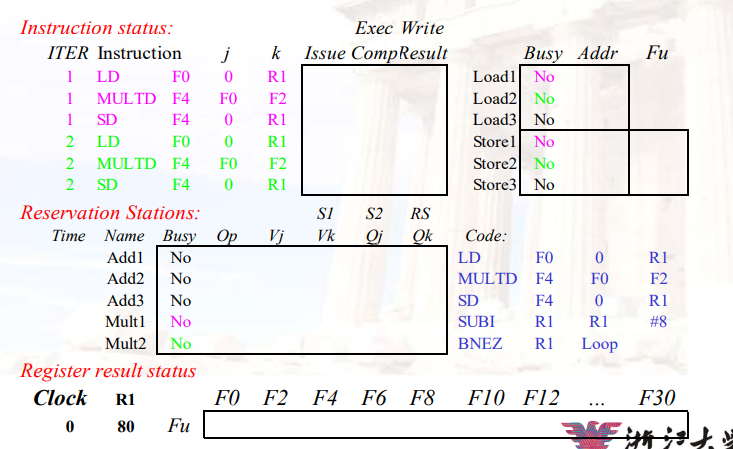 Instruction status: Exec Write
ITER Instruction j k Issue Comp Result Busy Addr Fu
1 LD F0 0 R1 Load1 No
1 MULTD F4 F0 F2 Load2 No
1 SD F4 0 R1 Load3 No
2 LD F0 0 R1 Store1 No
2 MULTD F4 F0 F2 Store2 No
2 SD F4 0 R1 Store3 No
Reservation Stations: S1 S2 RS
Time Name Busy Op Vj Vk Qj Qk Code:
Add1 No LD F0 0 R1
Add2 No MULTD F4 F0 F2
Add3 No SD F4 0 R1
Mult1 No SUBI R1 R1 #8
Mult2 No BNEZ R1 Loop
Register result status
Clock R1 F0 F2 F4 F6 F8 F10 F12 ... F30
0 80 Fu
浙江大学